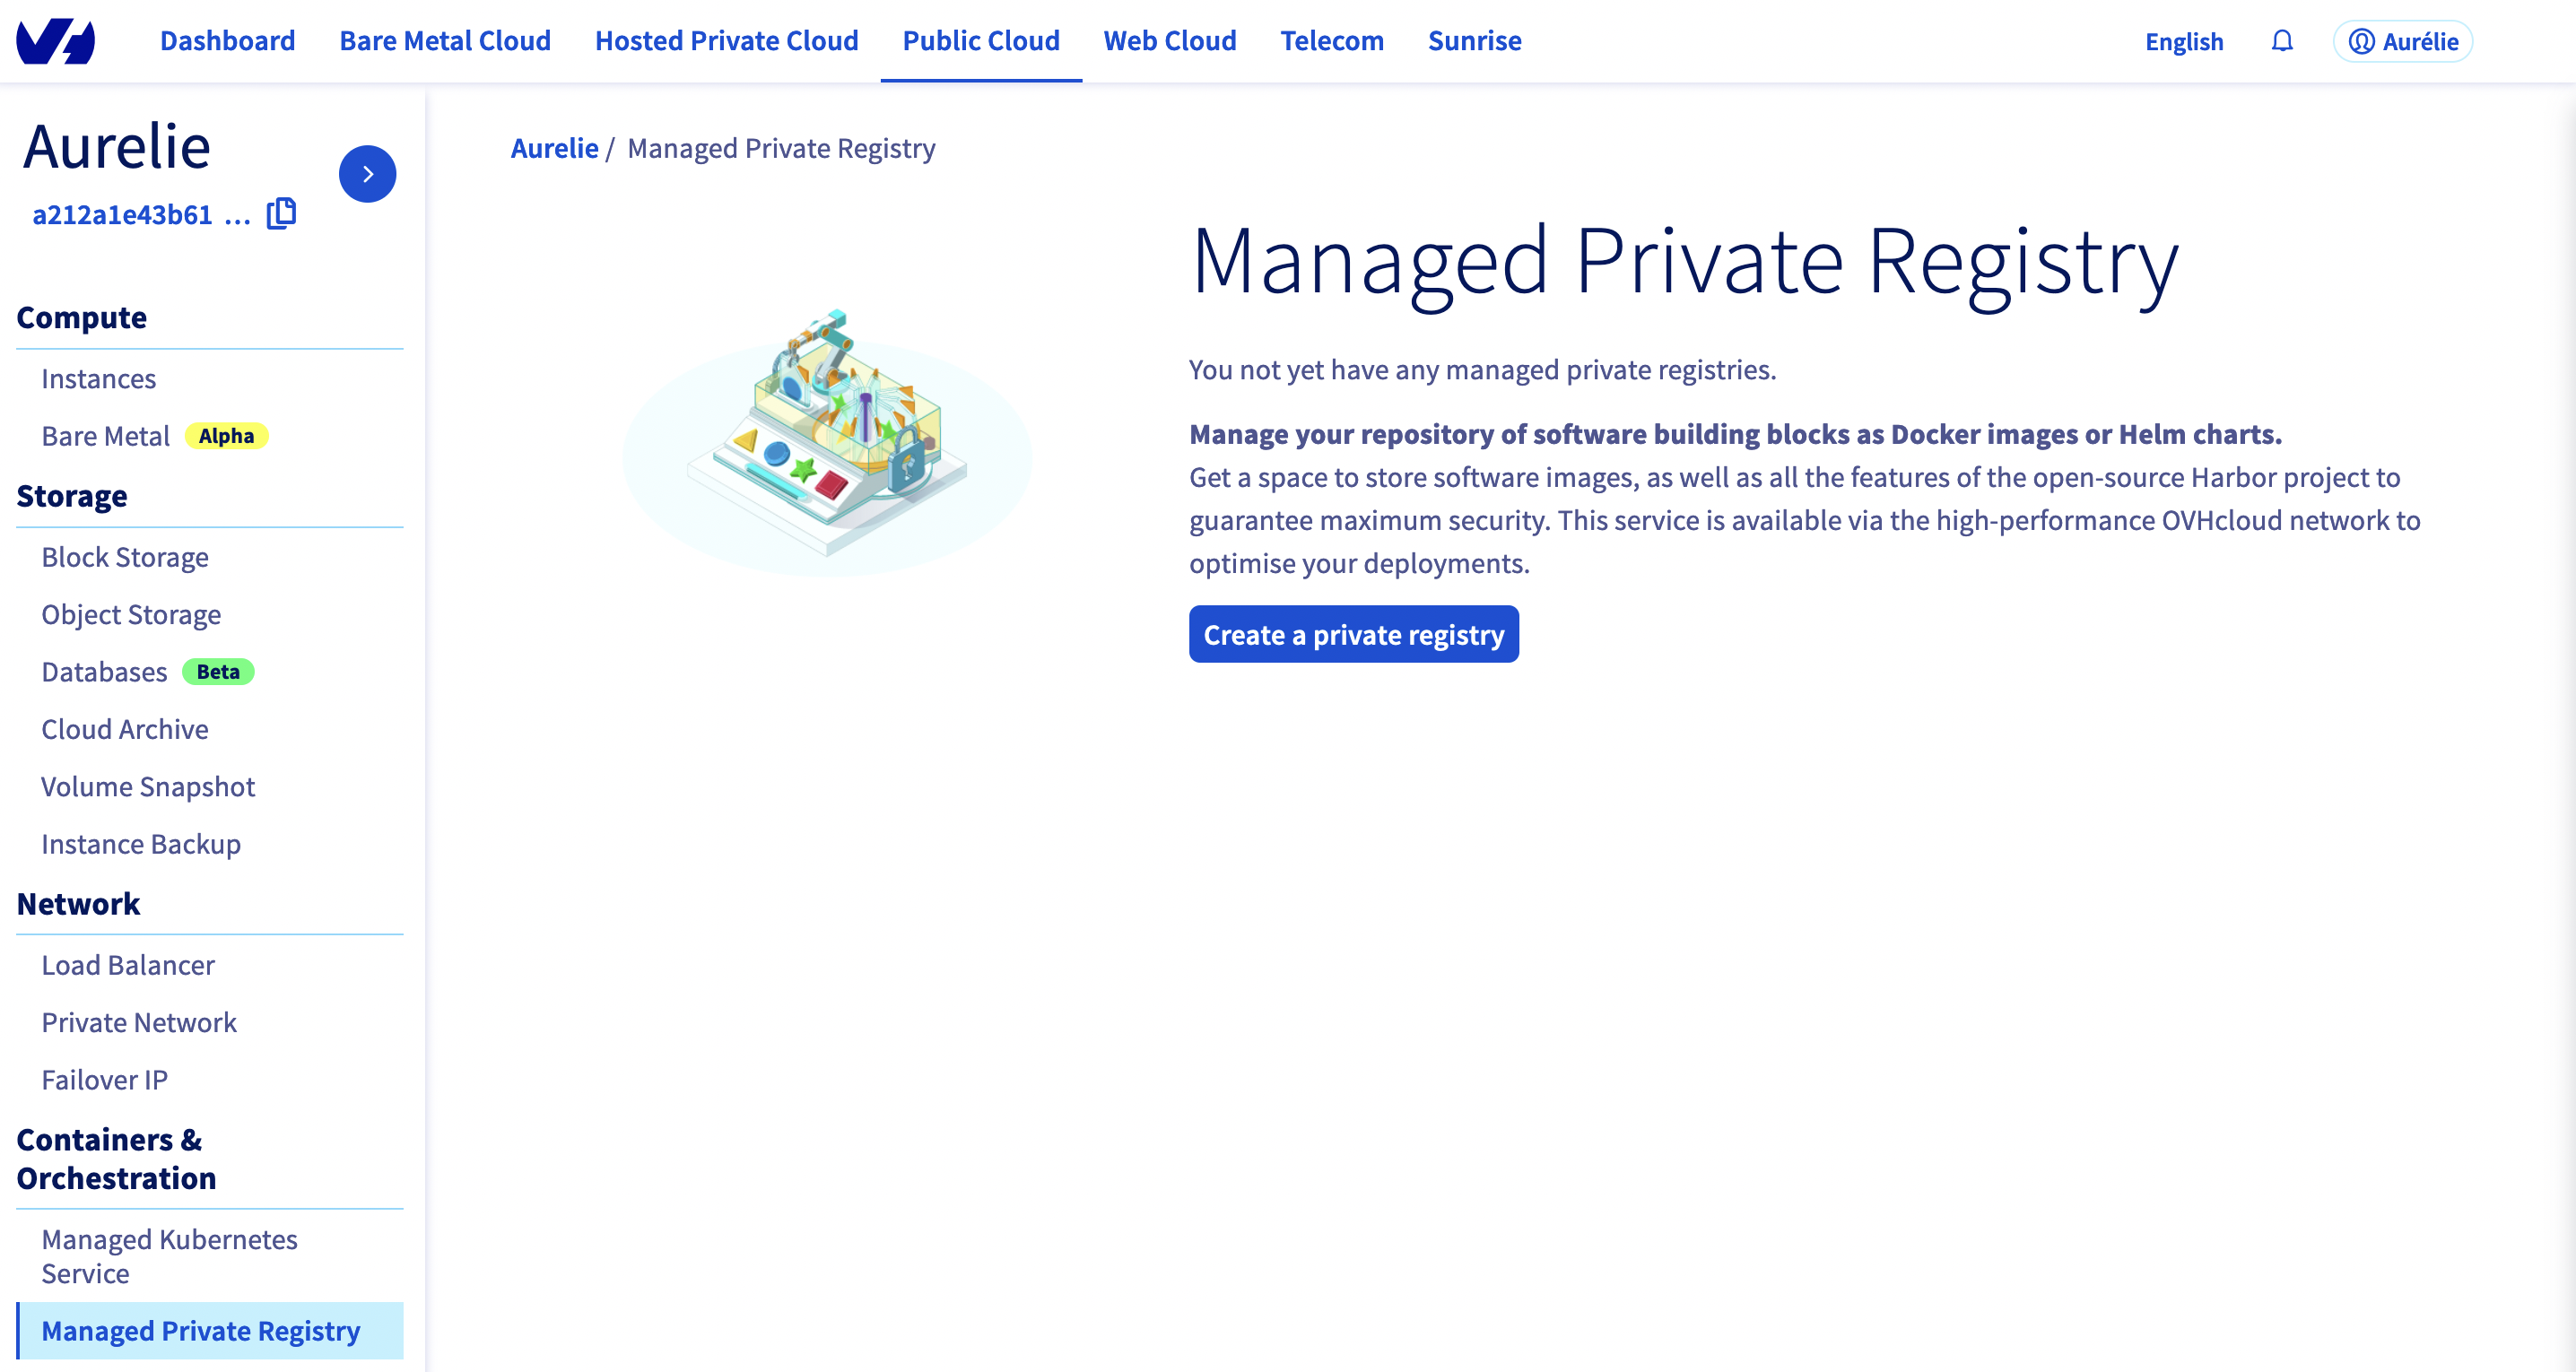 Dashboard Bare Metal Cloud Hosted Private Cloud Public Cloud Web Cloud Telecom Sunrise English Aurélie
Aurelie
a212a1e43b61 ...
Compute
Instances
Bare Metal Alpha
Storage
Block Storage
Object Storage
Databases Beta
Cloud Archive
Volume Snapshot
Instance Backup
Network
Load Balancer
Private Network
Failover IP
Containers &
Orchestration
Managed Kubernetes
Service
Managed Private Registry
Aurelie / Managed Private Registry
Managed Private Registry
You not yet have any managed private registries.
Manage your repository of software building blocks as Docker images or Helm charts.
Get a space to store software images, as well as all the features of the open-source Harbor project to
guarantee maximum security. This service is available via the high-performance OVHcloud network to
optimise your deployments.
Create a private registry